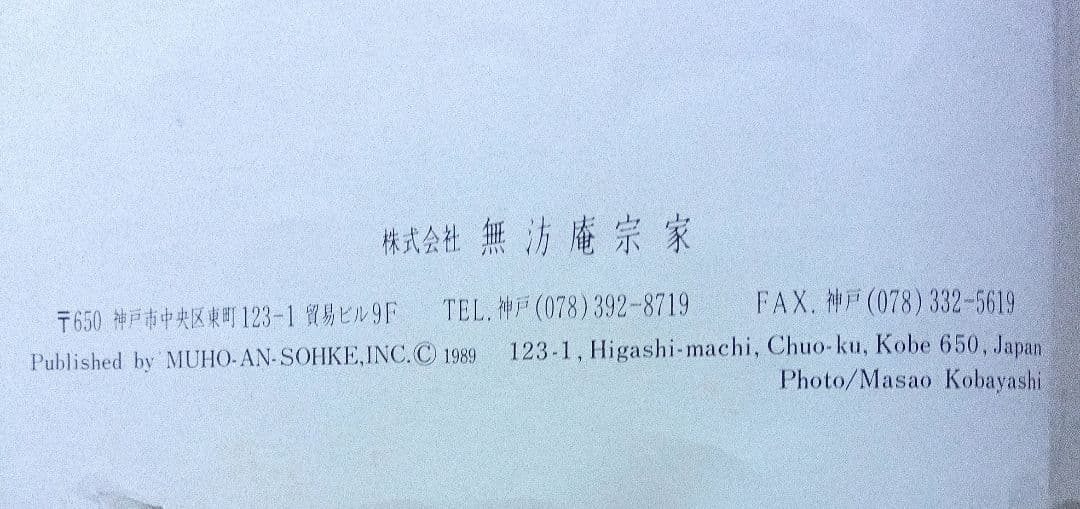 株式会社 無汸庵宗家
〒650 神戸市中央区東町123-1 貿易ビル9F TEL.神戸(078)392-8719 FAX.神戸(078)332-5619
Published by MUHO-AN-SOHKE,INC.© 1989 123-1, Higashi-machi, Chuo-ku, Kobe 650, Japan
Photo/Masao Kobayashi